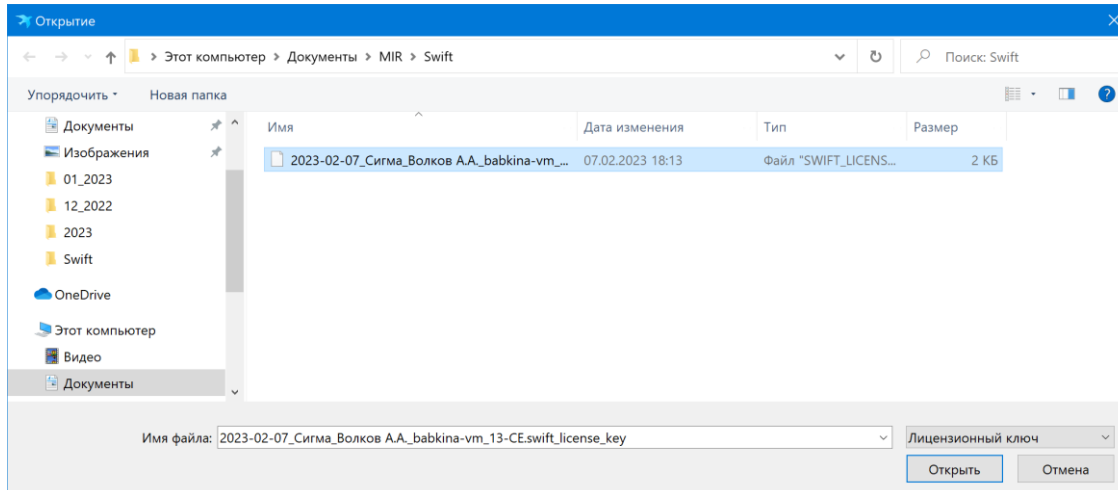 Открытие
Этот компьютер > Документы > MIR > Swift
Поиск: Swift
Упорядочить
Новая папка
Имя
Дата изменения
Тип
Размер
Документы
Изображения
01_2023
12_2022
2023
Swift
OneDrive
Этот компьютер
Видео
Документы
2023-02-07_Сигма_Волков А.А._babkina-vm_...
07.02.2023 18:13
Файл "SWIFT_LICENS...
2 КБ
Имя файла:
2023-02-07_Сигма_Волков А.А._babkina-vm_13-CE.swift_license_key
Лицензионный ключ
Открыть
Отмена